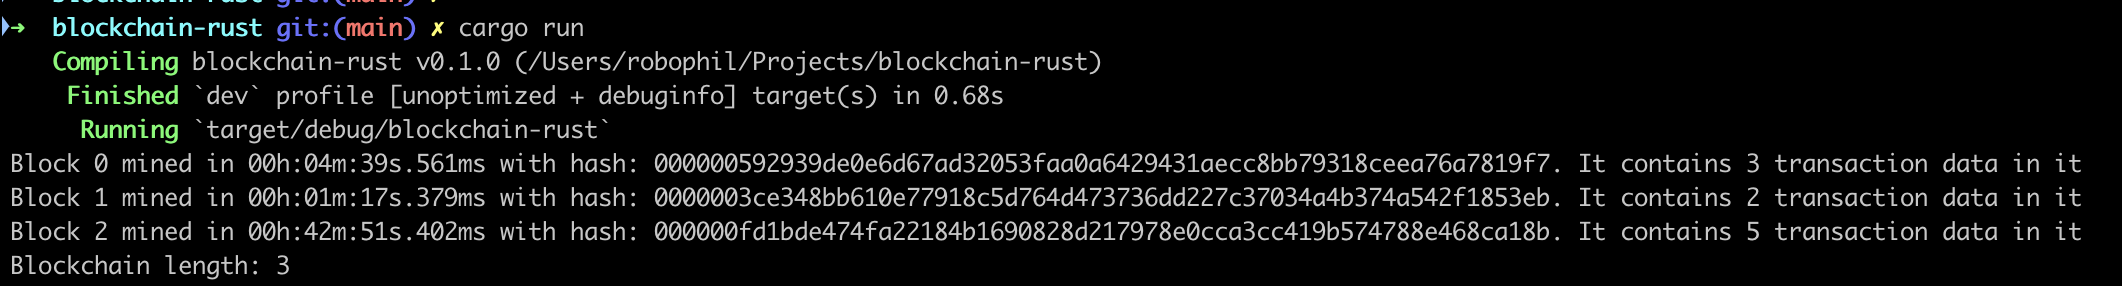 ➜ blockchain-rust git:(main) ✗ cargo run
Compiling blockchain-rust v0.1.0 (/Users/robophil/Projects/blockchain-rust)
Finished `dev` profile [unoptimized + debuginfo] target(s) in 0.68s
Running `target/debug/blockchain-rust`
Block 0 mined in 00h:04m:39s.561ms with hash: 000000592939de0e6d67ad32053faa0a6429431aecc8bb79318ceea76a7819f7. It contains 3 transaction data in it
Block 1 mined in 00h:01m:17s.379ms with hash: 0000003ce348bb610e77918c5d764d473736dd227c37034a4b374a542f1853eb. It contains 2 transaction data in it
Block 2 mined in 00h:42m:51s.402ms with hash: 000000fd1bde474fa22184b1690828d217978e0cca3cc419b574788e468ca18b. It contains 5 transaction data in it
Blockchain length: 3